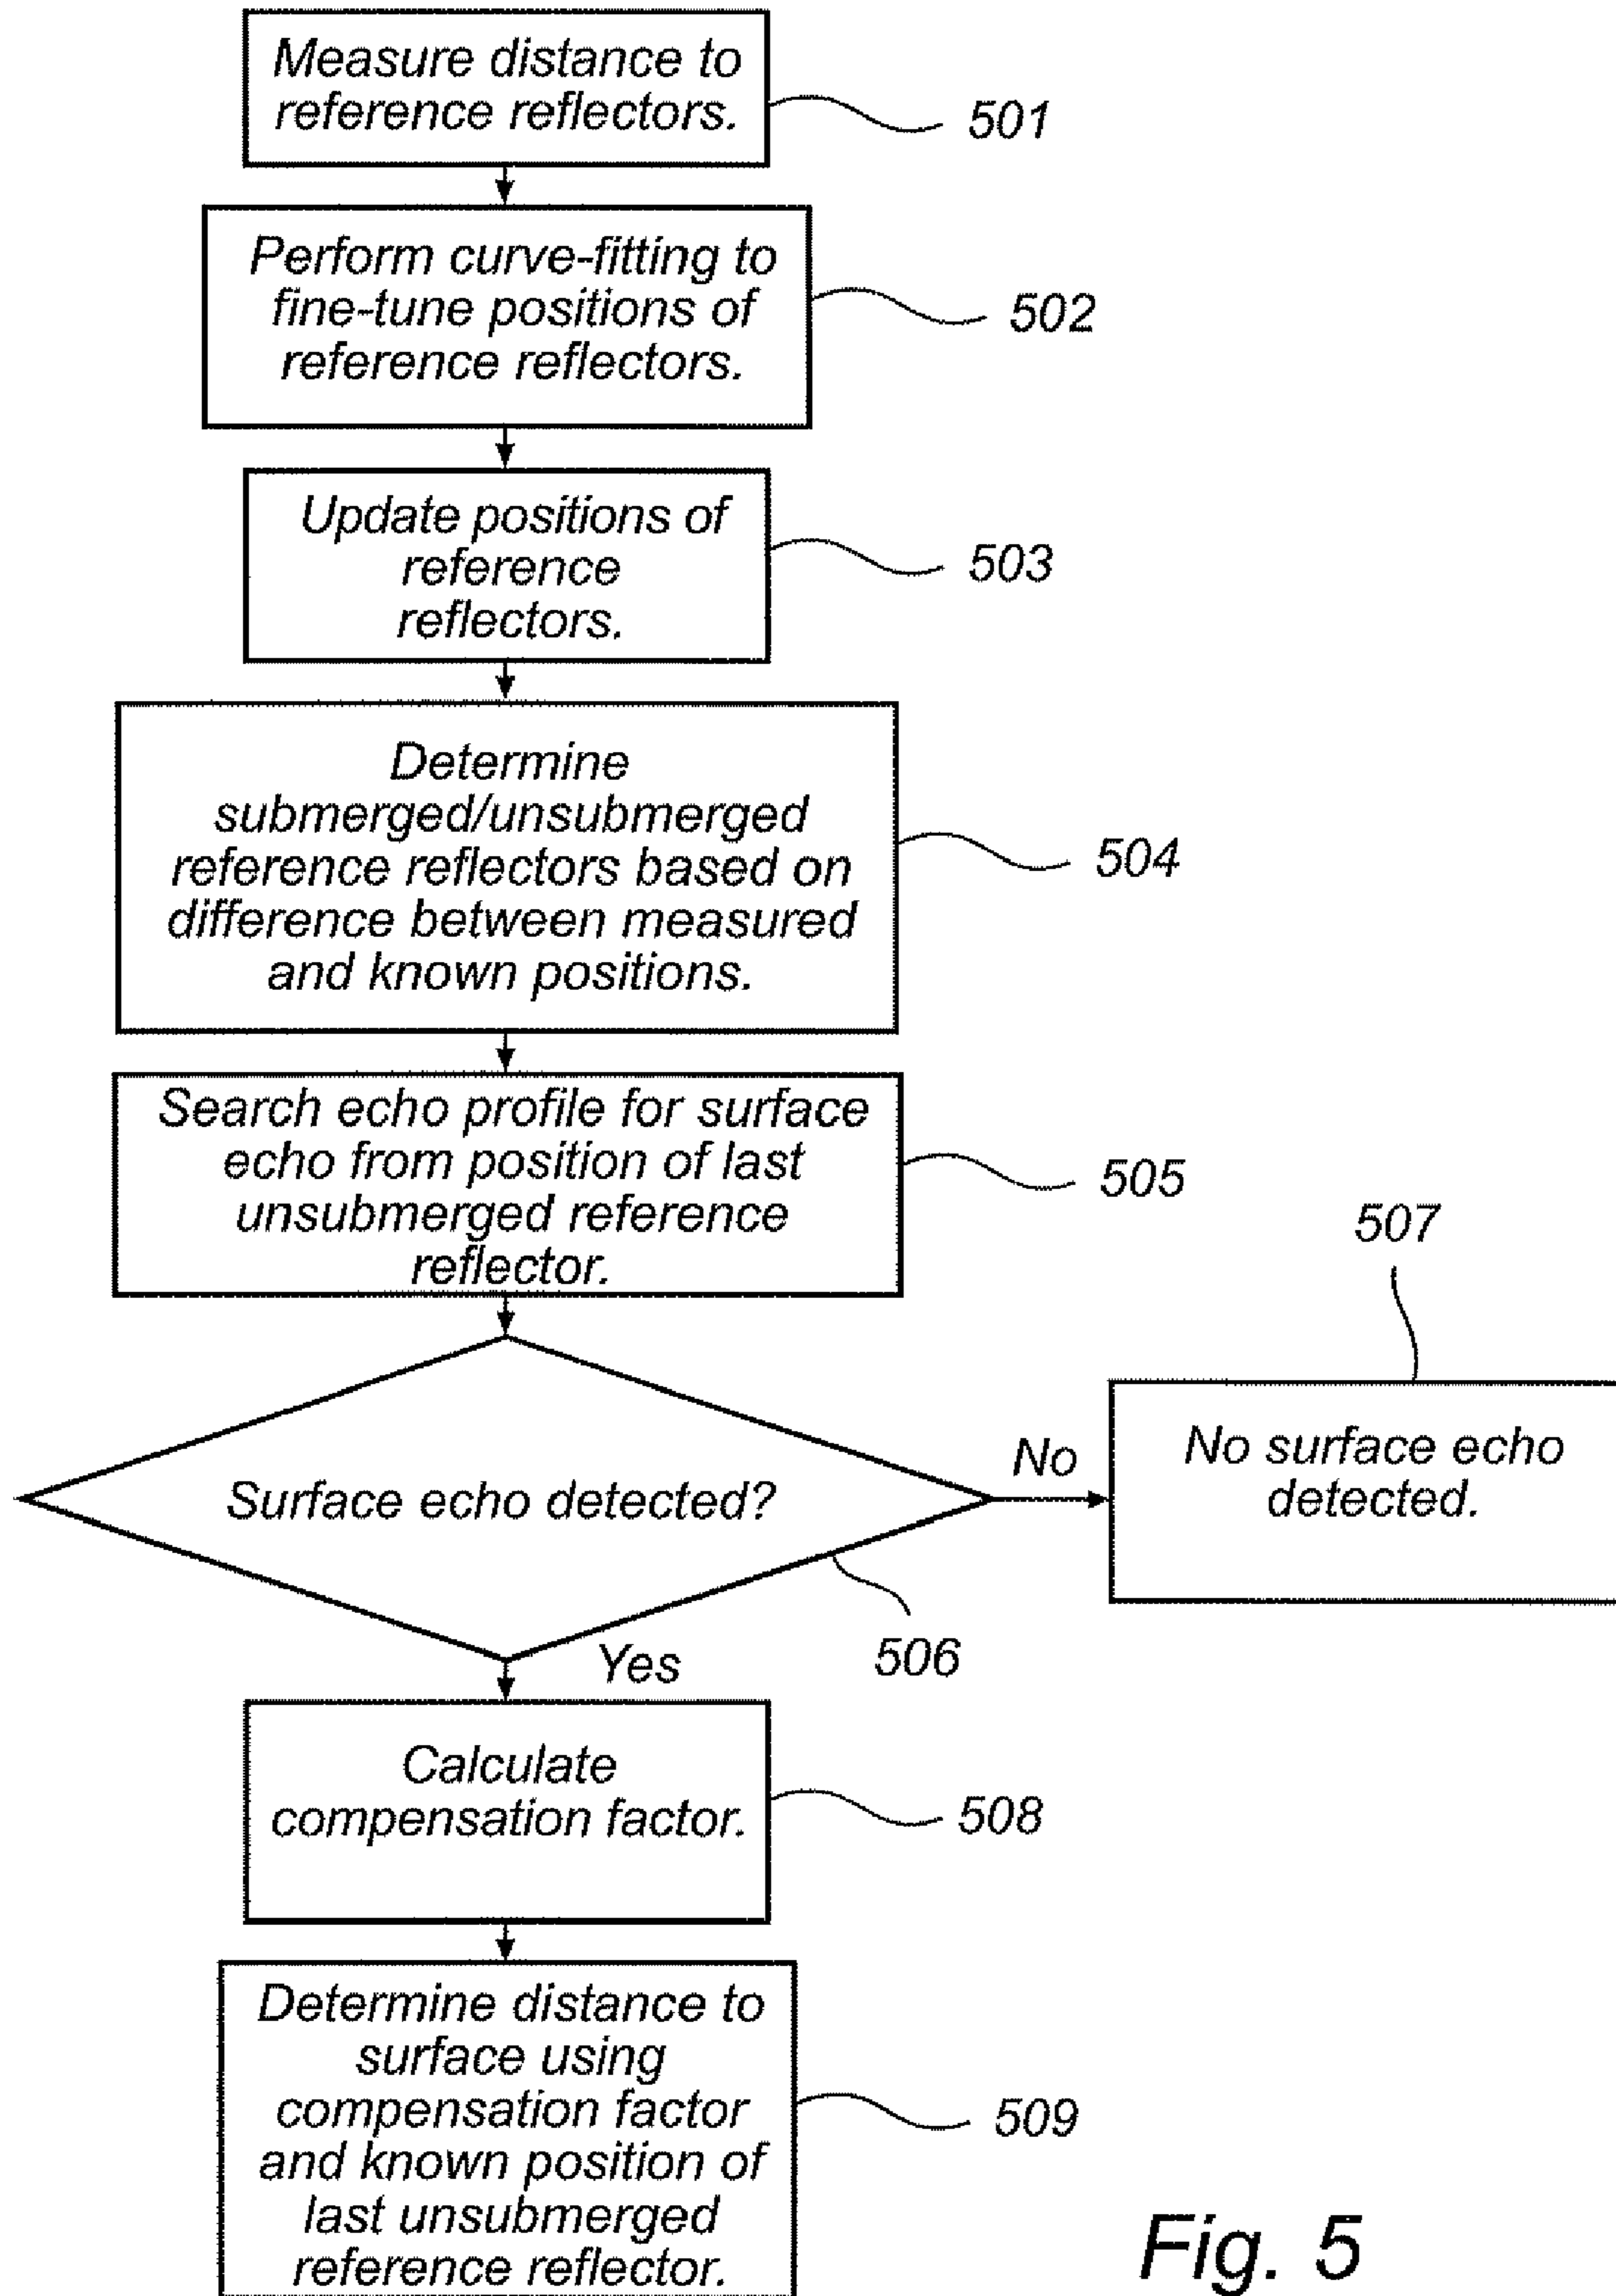 Measure distance to
reference reflectors.
501
Perform curve-fitting to
fine-tune positions of
reference reflectors.
502
Update positions of
reference
reflectors.
503
Determine
submerged/unsubmerged
reference reflectors based on
difference between measured
and known positions.
504
Search echo profile for surface
echo from position of last
unsubmerged reference
reflector.
505
507
Surface echo detected?
No
No surface echo
detected.
506
Yes
Calculate
compensation factor.
508
Determine distance to
surface using
compensation factor
and known position of
last unsubmerged
reference reflector.
509
Fig. 5